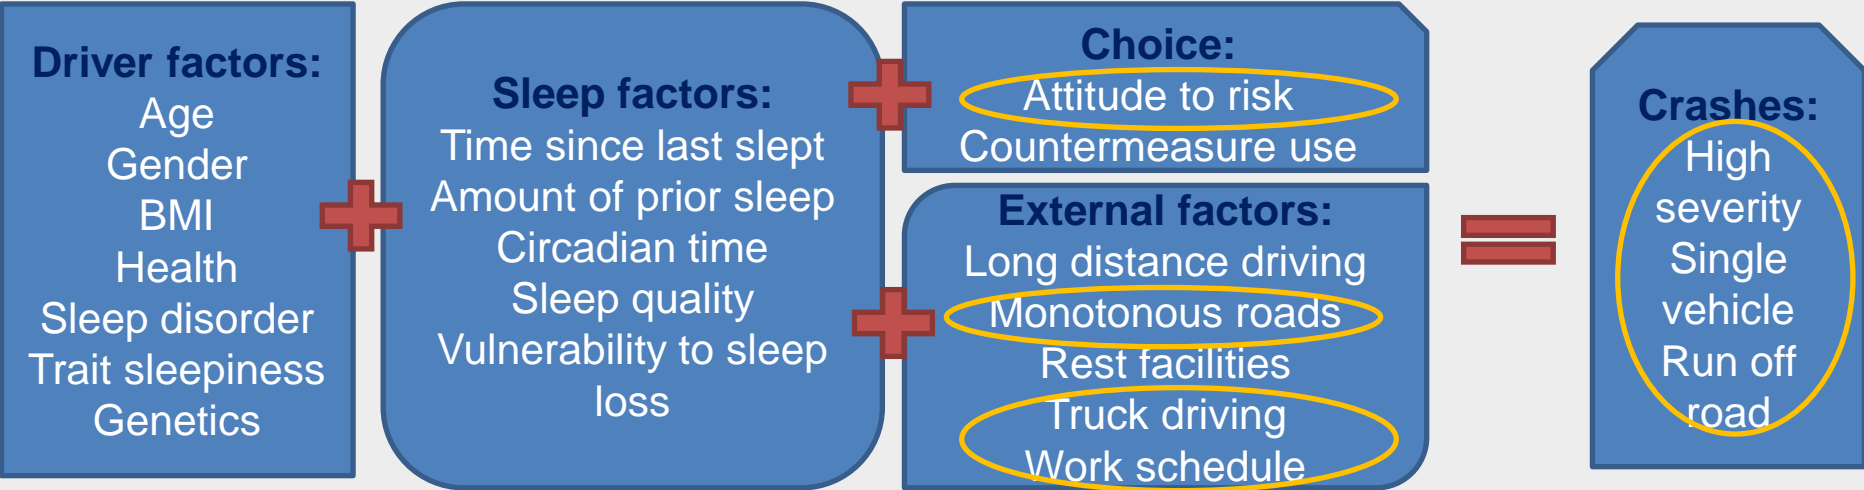 Driver factors:
Age
Gender
BMI
Health
Sleep disorder
Trait sleepiness
Genetics
Sleep factors:
Time since last slept
Amount of prior sleep
Circadian time
Sleep quality
Vulnerability to sleep
loss
Choice:
Attitude to risk
Countermeasure use
External factors:
Long distance driving
Monotonous roads
Rest facilities
Truck driving
Work schedule
Crashes:
High
severity
Single
vehicle
Run off
road